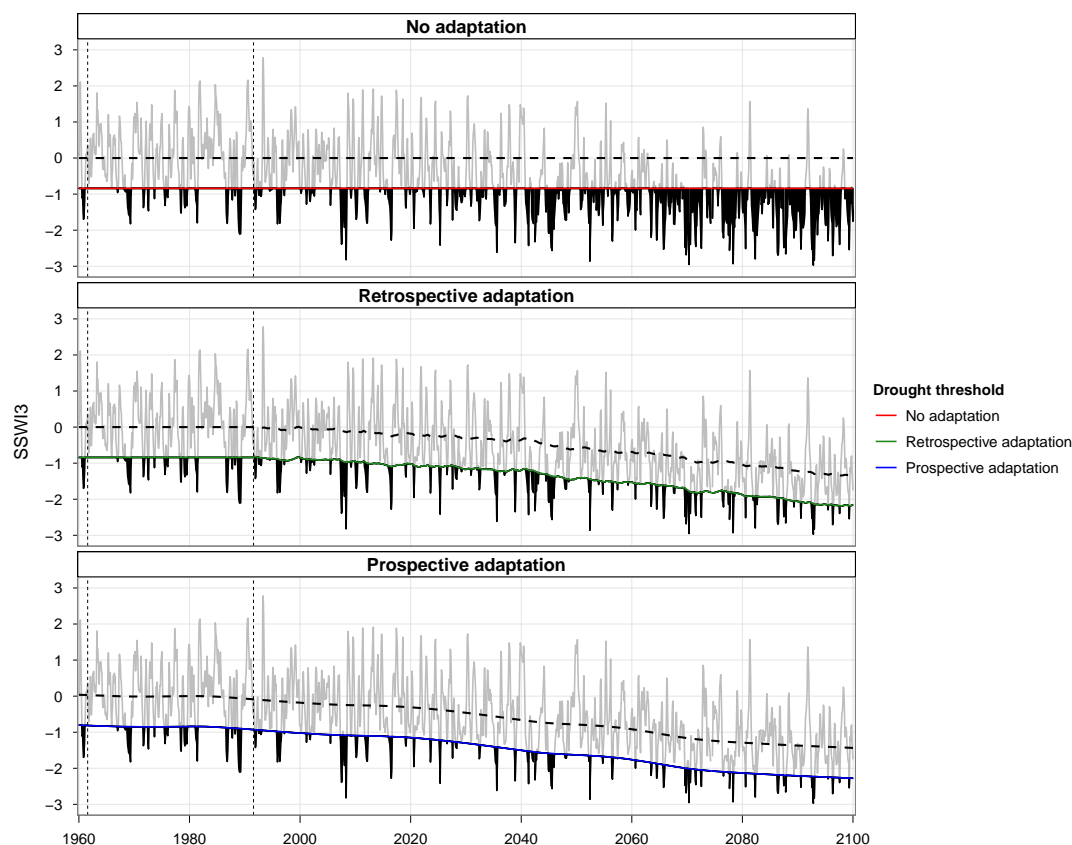 No adaptation
3
2
1
0
−1
−2
−3
Retrospective adaptation
3
2
1
0
−1
−2
−3
SSWI3
Prospective adaptation
3
2
1
0
−1
−2
−3
1960 1980 2000 2020 2040 2060 2080 2100
Drought threshold
No adaptation
Retrospective adaptation
Prospective adaptation